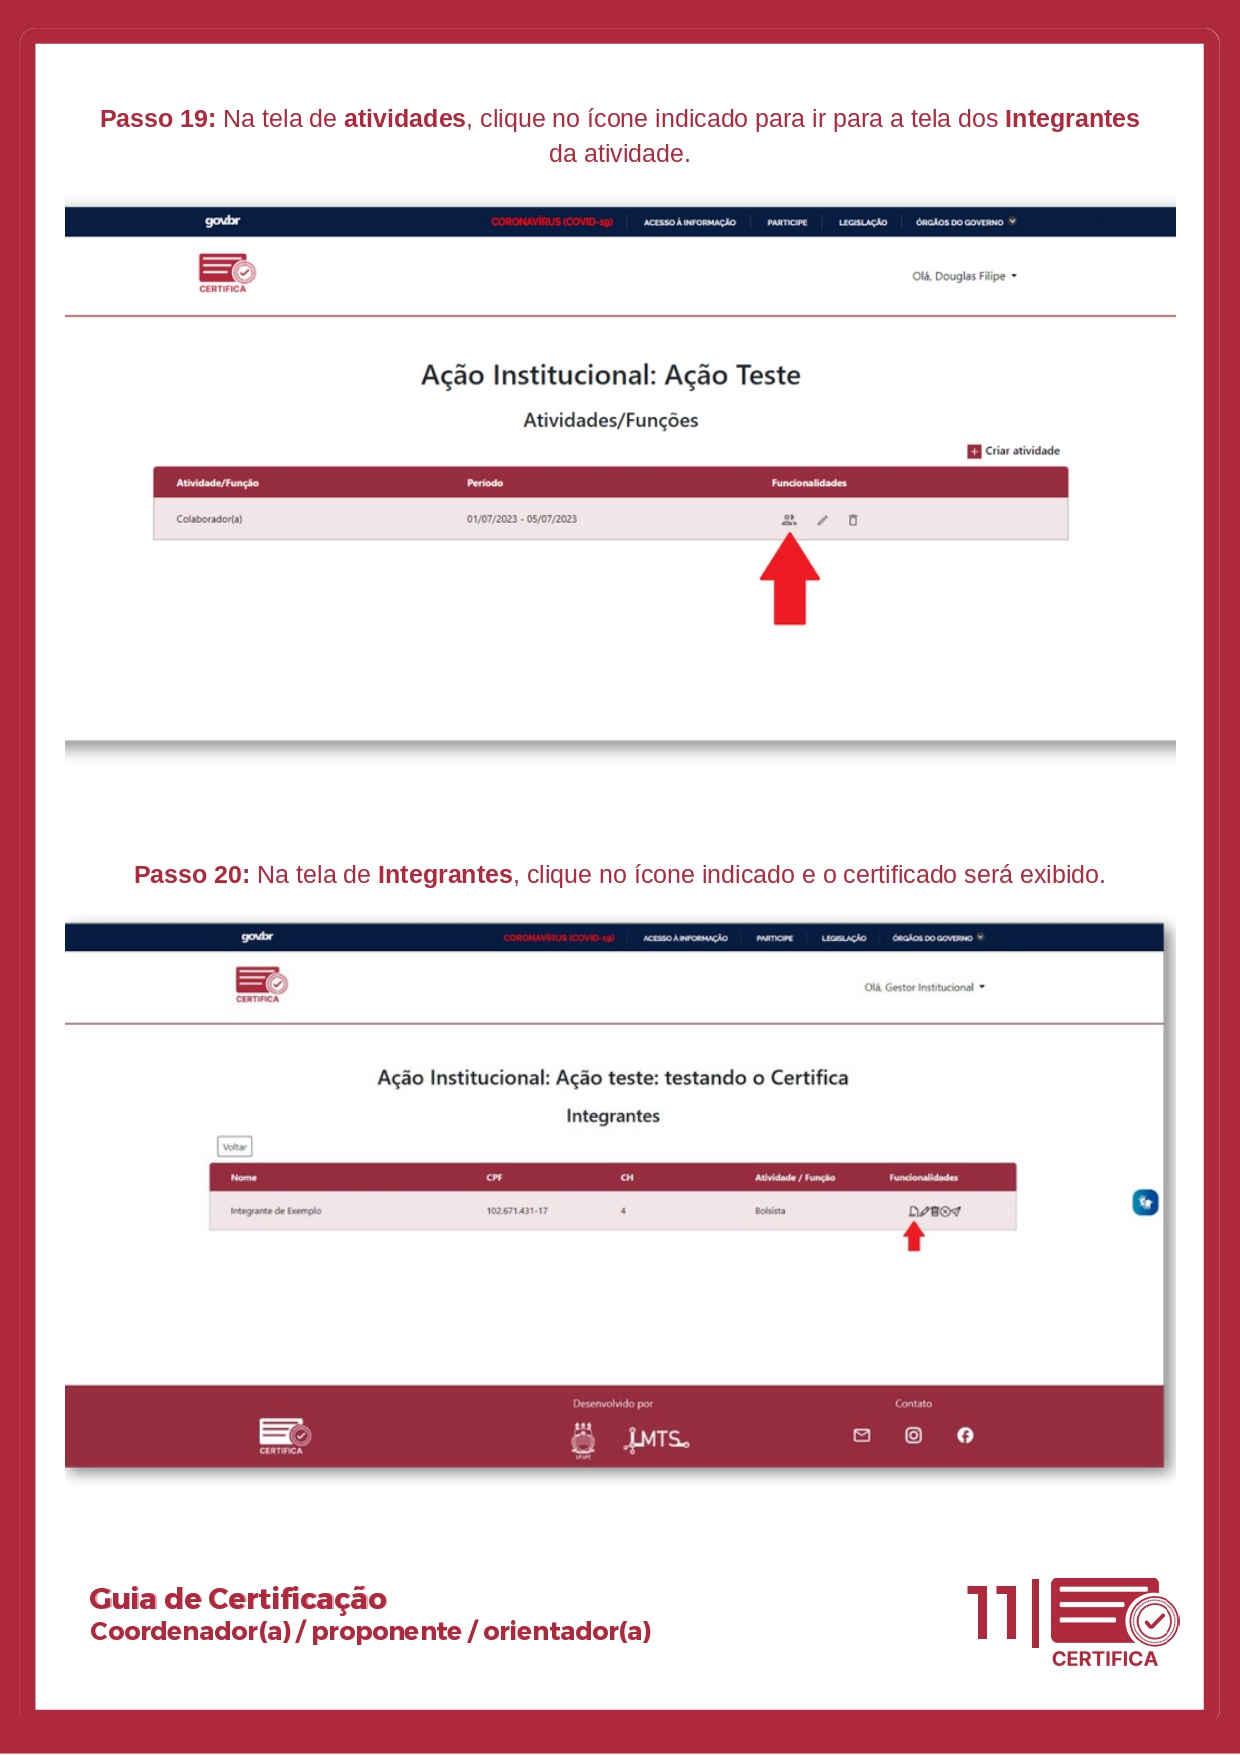 Passo 19: Na tela de atividades, clique no ícone indicado para ir para a tela dos Integrantes
da atividade.
gov.br CORONAVÍRUS (COVID-19) ACESSO À INFORMAÇÃO PARTICIPE LEGISLAÇÃO ÓRGÃOS DO GOVERNO
CERTIFICA
Olá, Douglas Filipe
Ação Institucional: Ação Teste
Atividades/Funções
Criar atividade
Atividade/Função Período Funcionalidades
Colaborador(a) 01/07/2023 - 05/07/2023
Passo 20: Na tela de Integrantes, clique no ícone indicado e o certificado será exibido.
gov.br CORONAVÍRUS (COVID-19) ACESSO À INFORMAÇÃO PARTICIPE LEGISLAÇÃO ÓRGÃOS DO GOVERNO
CERTIFICA
Olá, Gestor Institucional
Ação Institucional: Ação teste: testando o Certifica
Integrantes
Voltar
Nome CPF CH Atividade / Função Funcionalidades
Integrante de Exemplo 102.671.431-17 4 Bolsista
Desenvolvido por Contato
CERTIFICA
UFAPE
LMTS
Guia de Certificação
Coordenador(a) / proponente / orientador(a)
11
CERTIFICA